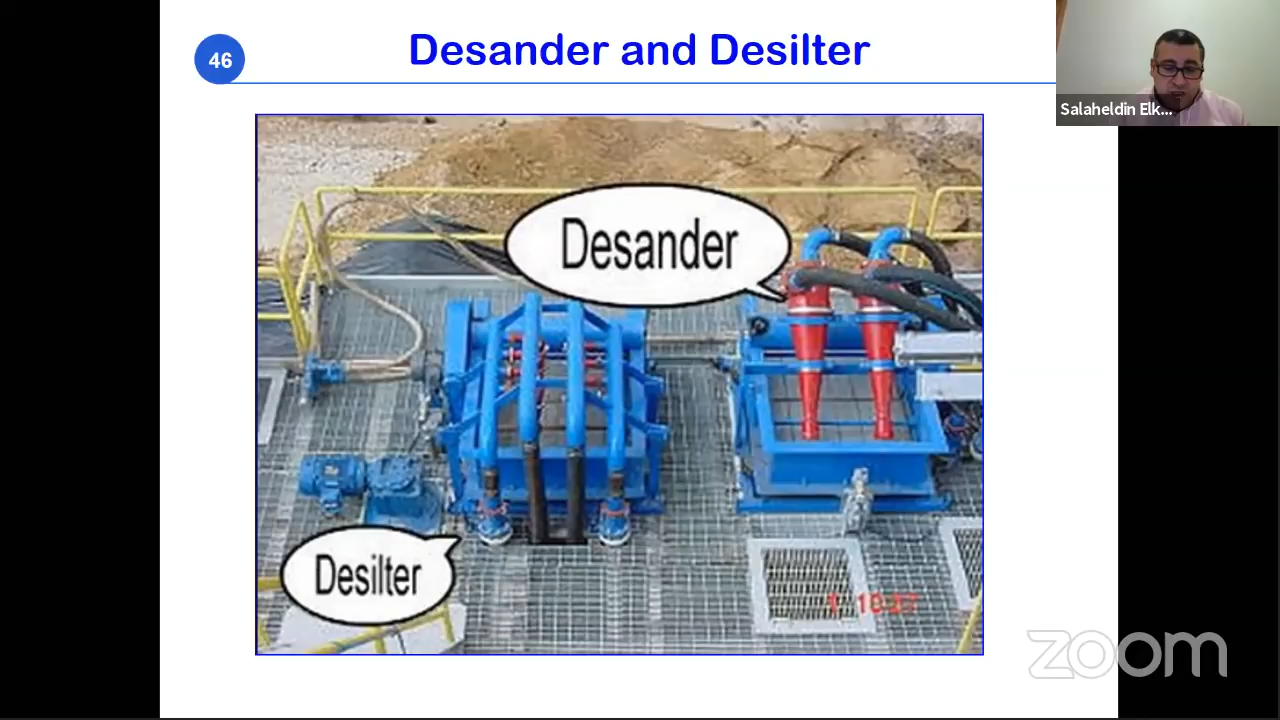 46
Desander and Desilter
Salaheldin Elk...
Desander
Desilter
zoom